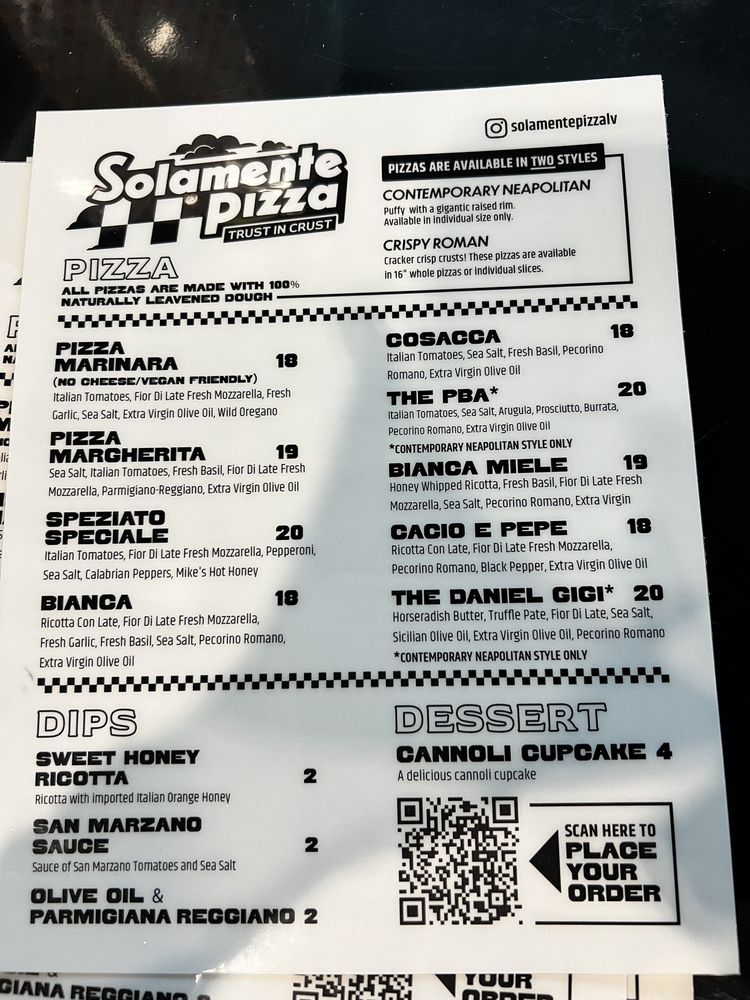 solamentepizzalv
Solamente
Pizza
TRUST IN CRUST
PIZZAS ARE AVAILABLE IN TWO STYLES
CONTEMPORARY NEAPOLITAN
Puffy with a gigantic raised rim.
Available in individual size only.
CRISPY ROMAN
Cracker crisp crusts! These pizzas are available
in 16" whole pizzas or individual slices.
PIZZA
ALL PIZZAS ARE MADE WITH 100%
NATURALLY LEAVENED DOUGH
PIZZA
MARINARA 18
(NO CHEESE/VEGAN FRIENDLY)
Italian Tomatoes, Fior Di Late Fresh Mozzarella, Fresh
Garlic, Sea Salt, Extra Virgin Olive Oil, Wild Oregano
PIZZA
MARGHERITA 19
Sea Salt, Italian Tomatoes, Fresh Basil, Fior Di Late Fresh
Mozzarella, Parmigiano-Reggiano, Extra Virgin Olive Oil
SPEZIATO
SPECIALE 20
Italian Tomatoes, Fior Di Late Fresh Mozzarella, Pepperoni,
Sea Salt, Calabrian Peppers, Mike's Hot Honey
BIANCA 18
Ricotta Con Late, Fior Di Late Fresh Mozzarella,
Fresh Garlic, Fresh Basil, Sea Salt, Pecorino Romano,
Extra Virgin Olive Oil
COSACCA 18
Italian Tomatoes, Sea Salt, Fresh Basil, Pecorino
Romano, Extra Virgin Olive Oil
THE PBA* 20
Italian Tomatoes, Sea Salt, Arugula, Prosciutto, Burrata,
Pecorino Romano, Extra Virgin Olive Oil
*CONTEMPORARY NEAPOLITAN STYLE ONLY
BIANCA MIELE 19
Honey Whipped Ricotta, Fresh Basil, Fior Di Late Fresh
Mozzarella, Sea Salt, Pecorino Romano, Extra Virgin
CACIO E PEPE 18
Ricotta Con Late, Fior Di Late Fresh Mozzarella,
Pecorino Romano, Black Pepper, Extra Virgin Olive Oil
THE DANIEL GIGI* 20
Horseradish Butter, Truffle Pate, Fior Di Late, Sea Salt,
Sicilian Olive Oil, Extra Virgin Olive Oil, Pecorino Romano
*CONTEMPORARY NEAPOLITAN STYLE ONLY
DIPS
SWEET HONEY
RICOTTA 2
Ricotta with imported Italian Orange Honey
SAN MARZANO
SAUCE 2
Sauce of San Marzano Tomatoes and Sea Salt
OLIVE OIL &
PARMIGIANA REGGIANO 2
DESSERT
CANNOLI CUPCAKE 4
A delicious cannoli cupcake
SCAN HERE TO
PLACE
YOUR
ORDER
GIANA REGGIANO 2
YOUR
ORDER